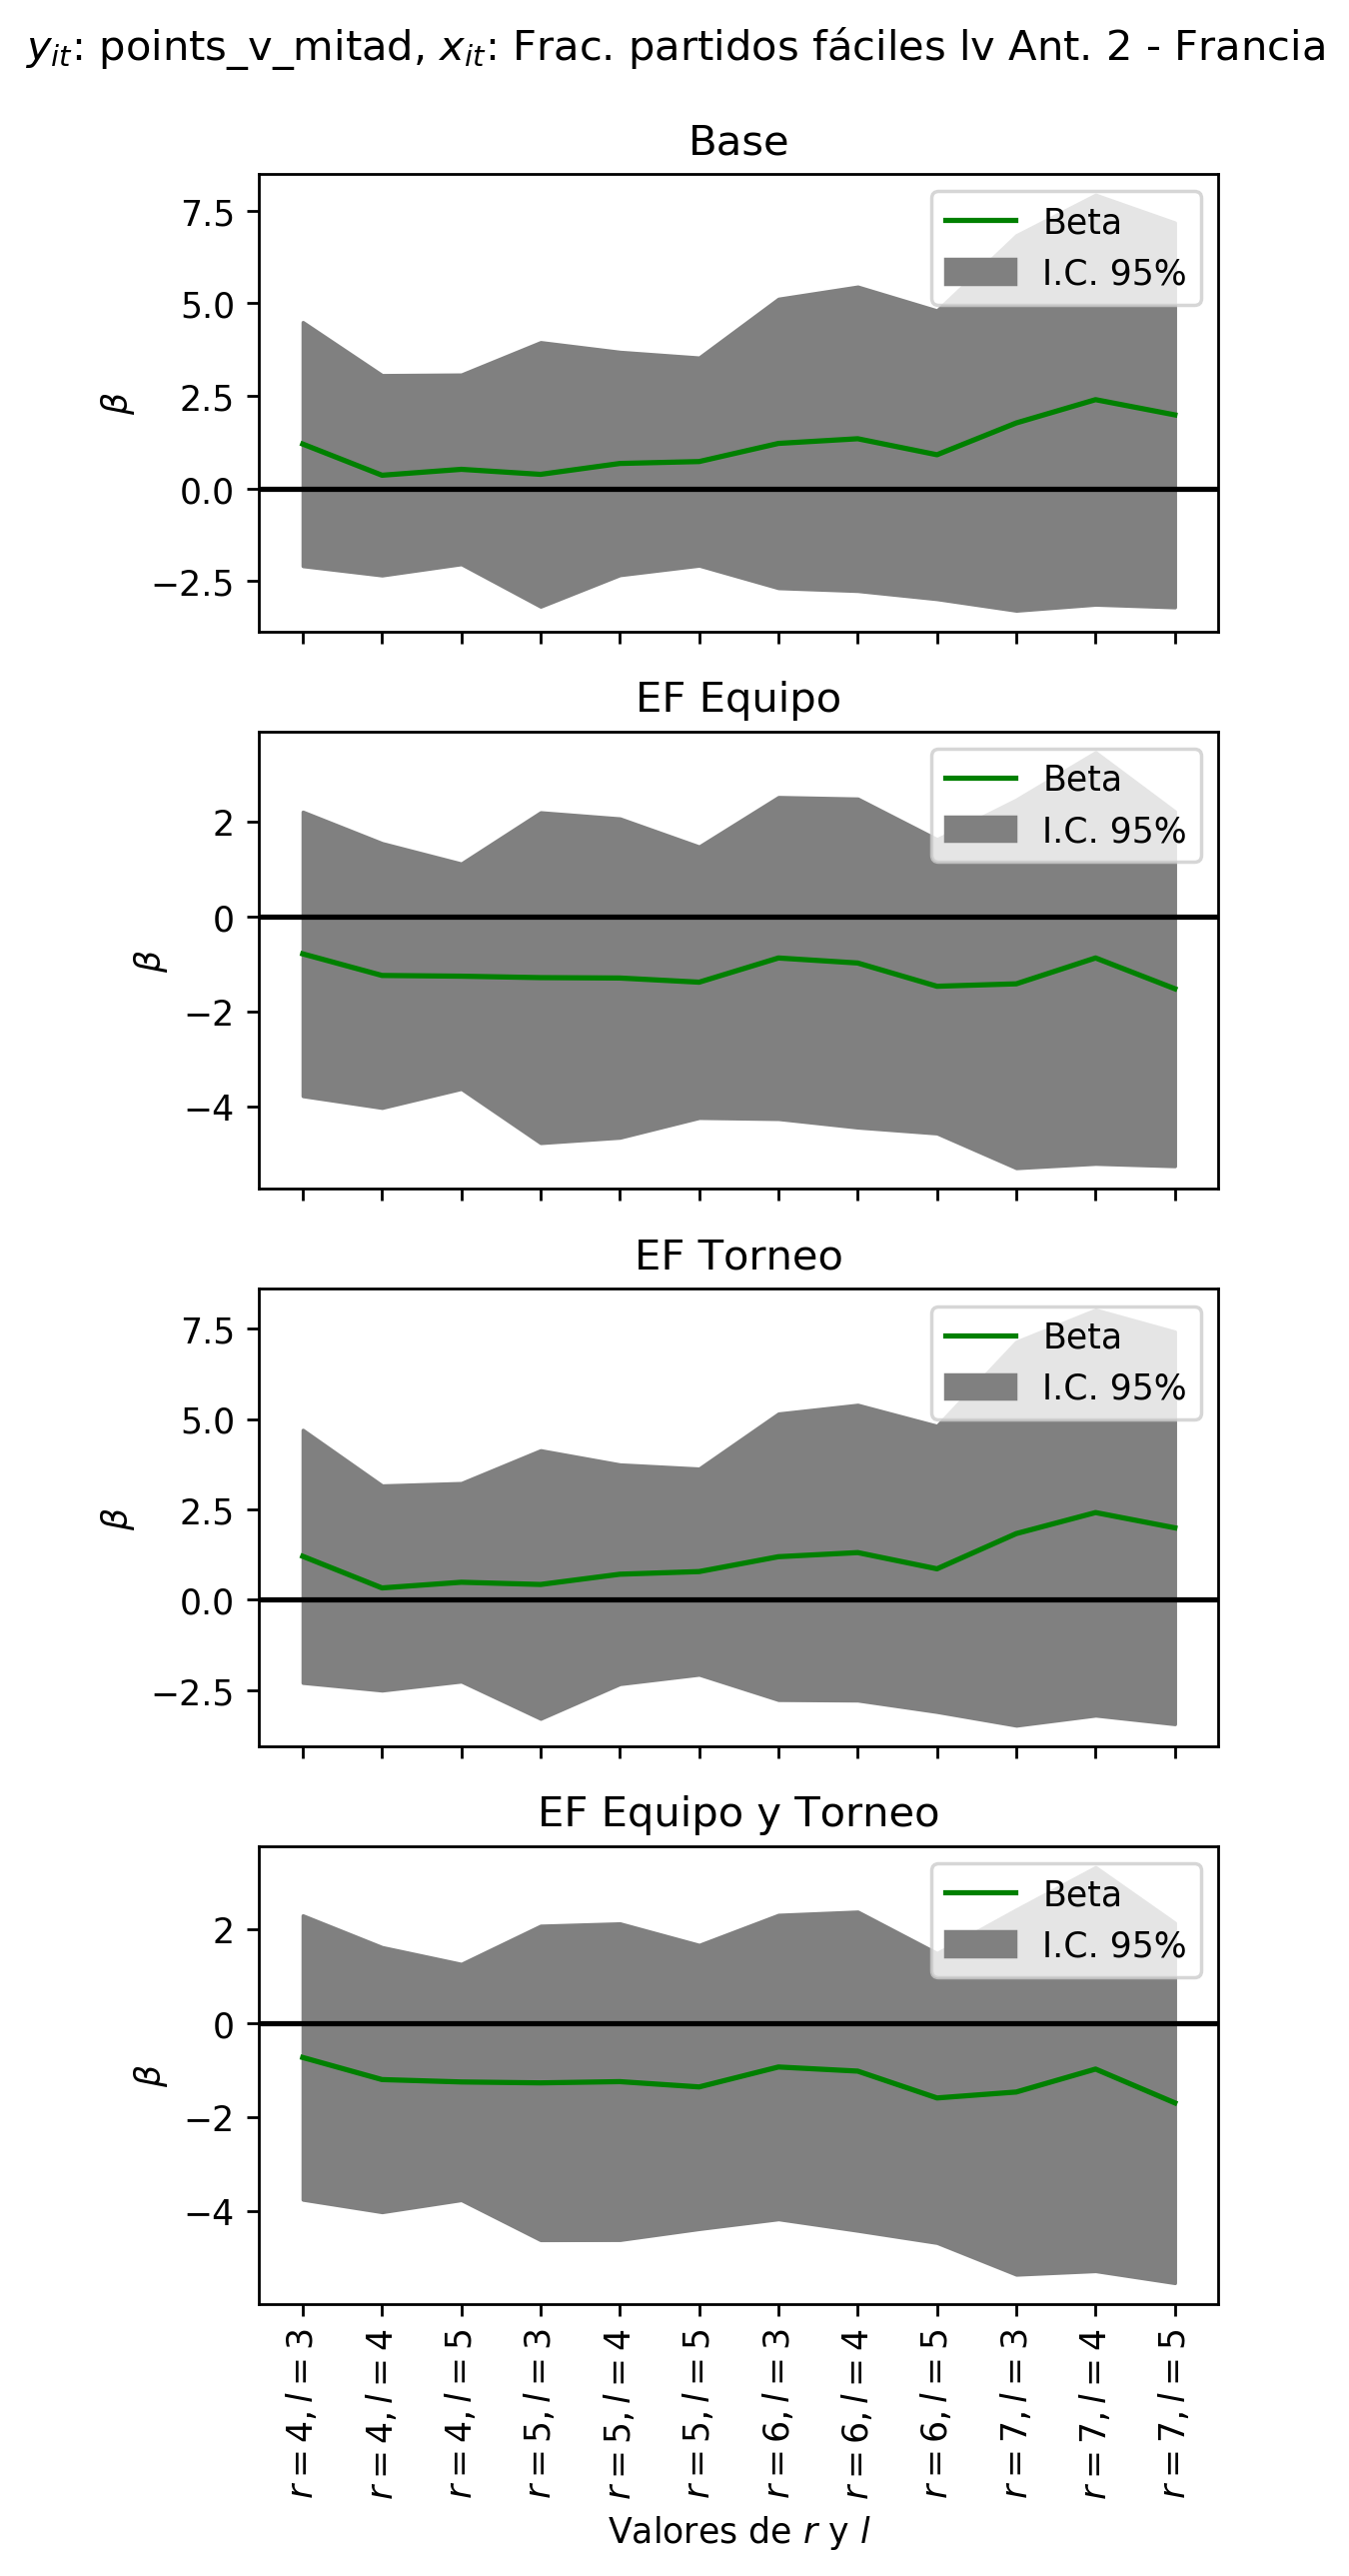 y_it: points_v_mitad, x_it: Frac. partidos fáciles lv Ant. 2 - Francia
Base
7.5
5.0
2.5
0.0
−2.5
β
Beta
I.C. 95%
EF Equipo
2
0
−2
−4
β
Beta
I.C. 95%
EF Torneo
7.5
5.0
2.5
0.0
−2.5
β
Beta
I.C. 95%
EF Equipo y Torneo
2
0
−2
−4
β
Beta
I.C. 95%
r = 4, l = 3
r = 4, l = 4
r = 4, l = 5
r = 5, l = 3
r = 5, l = 4
r = 5, l = 5
r = 6, l = 3
r = 6, l = 4
r = 6, l = 5
r = 7, l = 3
r = 7, l = 4
r = 7, l = 5
Valores de r y l